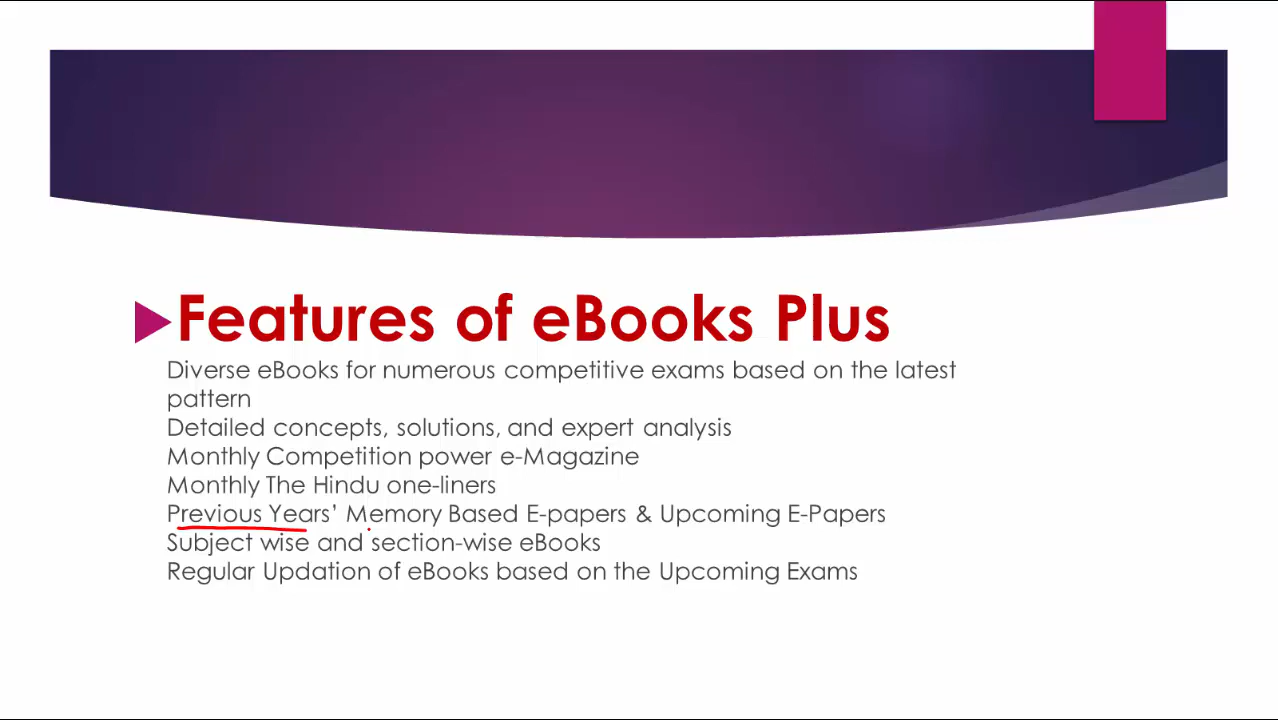 Features of eBooks Plus
Diverse eBooks for numerous competitive exams based on the latest
pattern
Detailed concepts, solutions, and expert analysis
Monthly Competition power e-Magazine
Monthly The Hindu one-liners
Previous Years’ Memory Based E-papers & Upcoming E-Papers
Subject wise and section-wise eBooks
Regular Updation of eBooks based on the Upcoming Exams